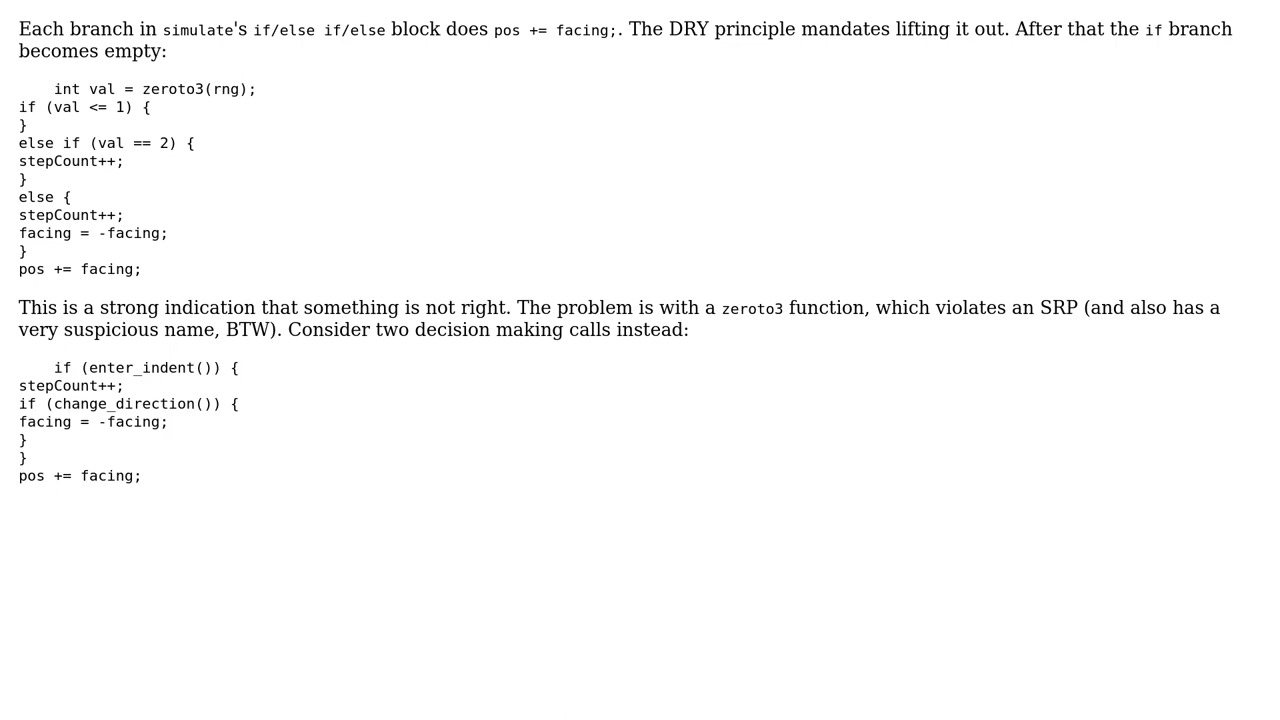 Each branch in simulate's if/else if/else block does pos += facing;. The DRY principle mandates lifting it out. After that the if branch
becomes empty:
    int val = zeroto3(rng);
if (val <= 1) {
}
else if (val == 2) {
stepCount++;
}
else {
stepCount++;
facing = -facing;
}
pos += facing;
This is a strong indication that something is not right. The problem is with a zeroto3 function, which violates an SRP (and also has a
very suspicious name, BTW). Consider two decision making calls instead:
    if (enter_indent()) {
stepCount++;
if (change_direction()) {
facing = -facing;
}
}
pos += facing;